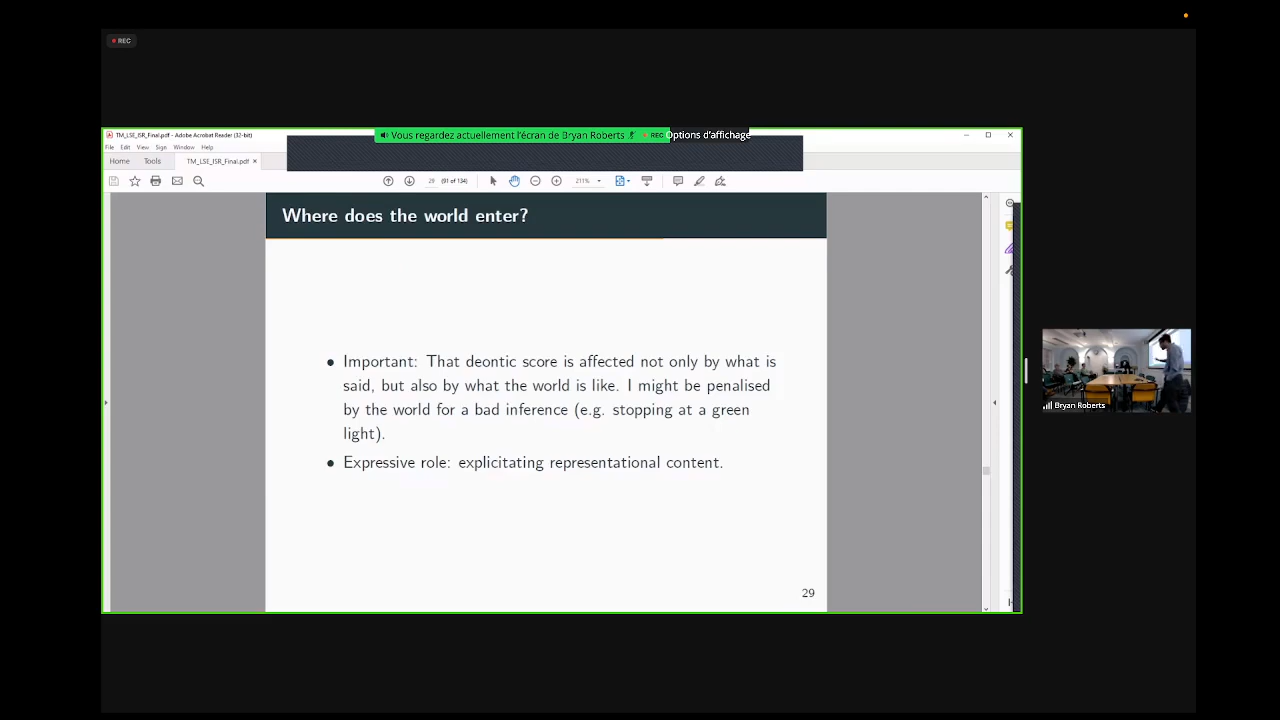 REC
TM_LSE_ISR_Final.pdf - Adobe Acrobat Reader (32-bit)
Vous regardez actuellement l'écran de Bryan Roberts
REC
Options d'affichage
File Edit View Sign Window Help
Home Tools TM_LSE_ISR_Final.pdf ×
(91 of 134) 231%
Where does the world enter?
• Important: That deontic score is affected not only by what is
said, but also by what the world is like. I might be penalised
by the world for a bad inference (e.g. stopping at a green
light).
• Expressive role: explicitating representational content.
29
Bryan Roberts